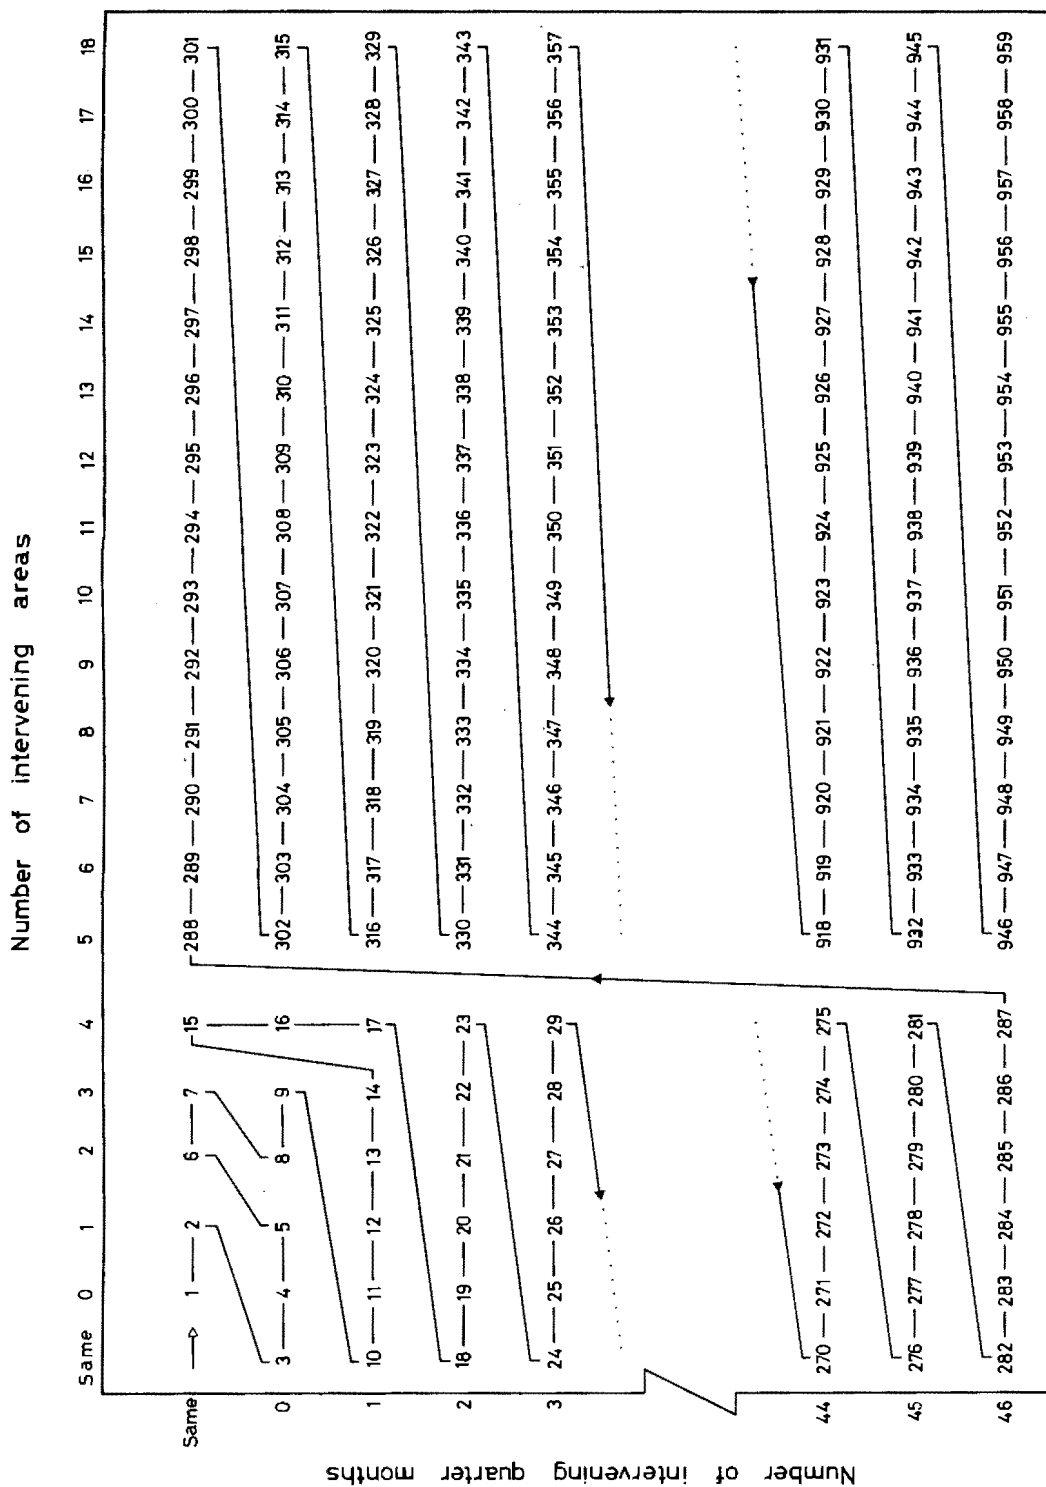 Number of intervening areas
Same 0 1 2 3 4 5 6 7 8 9 10 11 12 13 14 15 16 17 18
Number of intervening quarter months
Same 1 2 6 7 15 288 289 290 291 292 293 294 295 296 297 298 299 300 301
0 3 4 5 8 9 16 302 303 304 305 306 307 308 309 310 311 312 313 314 315
1 10 11 12 13 14 17 316 317 318 319 320 321 322 323 324 325 326 327 328 329
2 18 19 20 21 22 23 330 331 332 333 334 335 336 337 338 339 340 341 342 343
3 24 25 26 27 28 29 344 345 346 347 348 349 350 351 352 353 354 355 356 357
44 270 271 272 273 274 275 918 919 920 921 922 923 924 925 926 927 928 929 930 931
45 276 277 278 279 280 281 932 933 934 935 936 937 938 939 940 941 942 943 944 945
46 282 283 284 285 286 287 946 947 948 949 950 951 952 953 954 955 956 957 958 959